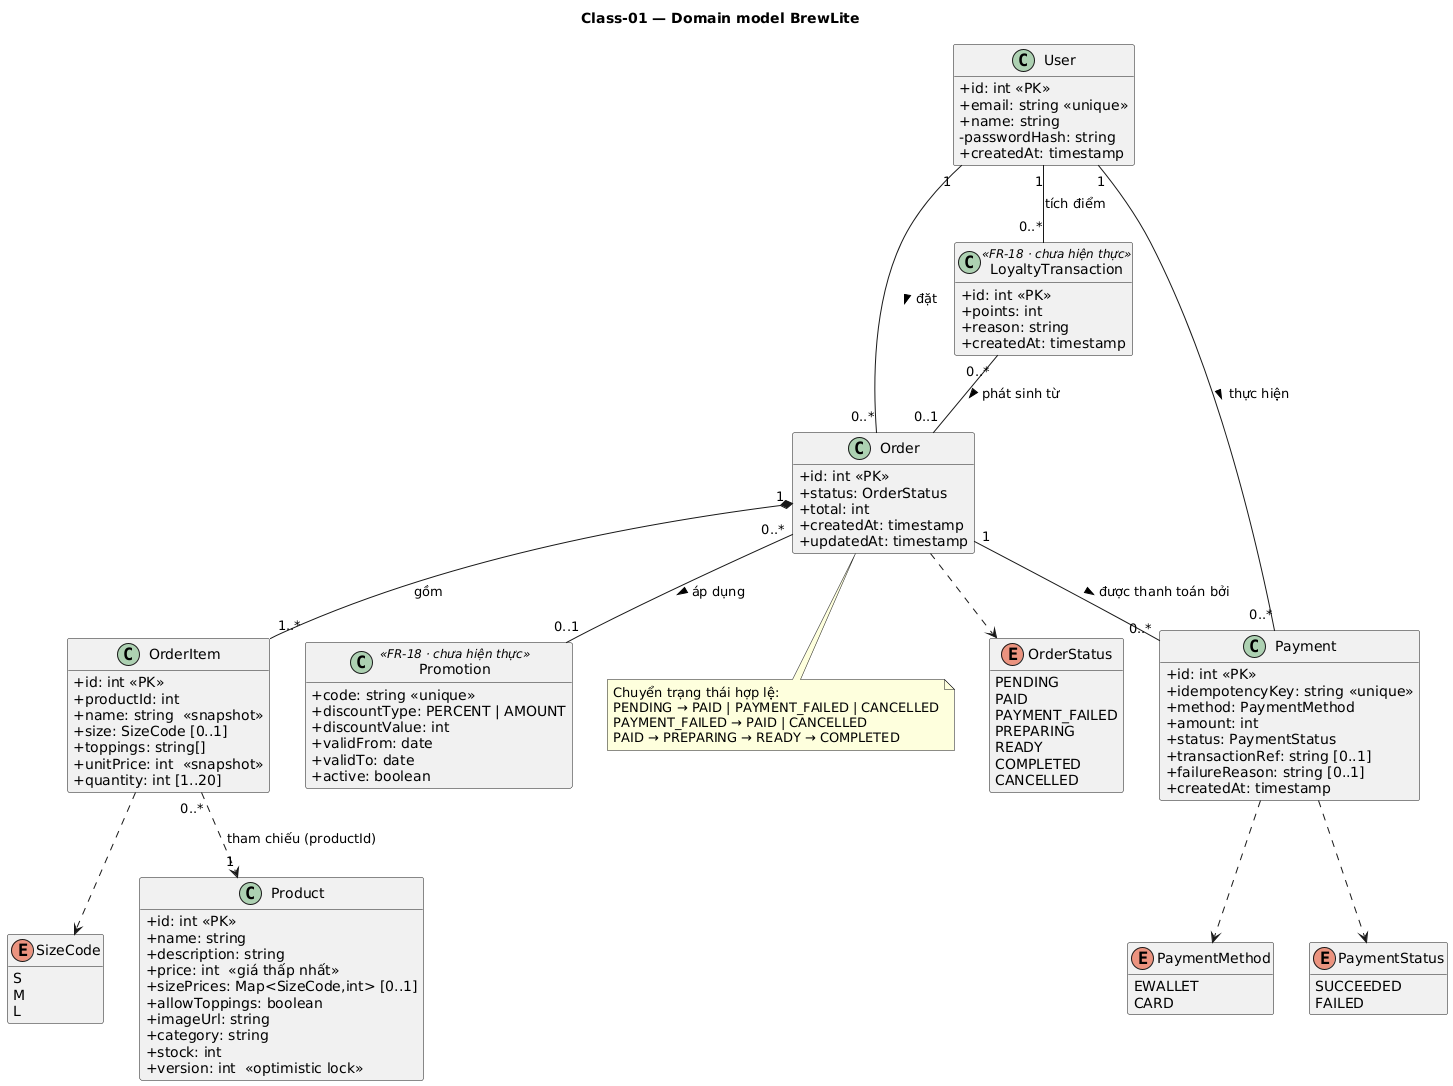 Class-01 — Domain model BrewLite
C User
+id: int «PK»
+email: string «unique»
+name: string
-passwordHash: string
+createdAt: timestamp
1
1
1
tích điểm
0..*
C «FR-18 · chưa hiện thực»
LoyaltyTransaction
+id: int «PK»
+points: int
+reason: string
+createdAt: timestamp
đặt
0..*
phát sinh từ
thực hiện
0..*
0..1
C Order
+id: int «PK»
+status: OrderStatus
+total: int
+createdAt: timestamp
+updatedAt: timestamp
1
0..*
1
gồm
áp dụng
được thanh toán bởi
1..*
0..1
0..*
0..*
C OrderItem
+id: int «PK»
+productId: int
+name: string «snapshot»
+size: SizeCode [0..1]
+toppings: string[]
+unitPrice: int «snapshot»
+quantity: int [1..20]
C «FR-18 · chưa hiện thực»
Promotion
+code: string «unique»
+discountType: PERCENT | AMOUNT
+discountValue: int
+validFrom: date
+validTo: date
+active: boolean
Chuyển trạng thái hợp lệ:
PENDING → PAID | PAYMENT_FAILED | CANCELLED
PAYMENT_FAILED → PAID | CANCELLED
PAID → PREPARING → READY → COMPLETED
E OrderStatus
PENDING
PAID
PAYMENT_FAILED
PREPARING
READY
COMPLETED
CANCELLED
C Payment
+id: int «PK»
+idempotencyKey: string «unique»
+method: PaymentMethod
+amount: int
+status: PaymentStatus
+transactionRef: string [0..1]
+failureReason: string [0..1]
+createdAt: timestamp
0..*
tham chiếu (productId)
1
E SizeCode
S
M
L
C Product
+id: int «PK»
+name: string
+description: string
+price: int «giá thấp nhất»
+sizePrices: Map<SizeCode,int> [0..1]
+allowToppings: boolean
+imageUrl: string
+category: string
+stock: int
+version: int «optimistic lock»
E PaymentMethod
EWALLET
CARD
E PaymentStatus
SUCCEEDED
FAILED